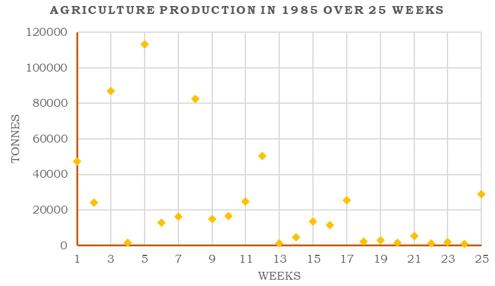 AGRICULTURE PRODUCTION IN 1985 OVER 25 WEEKS
120000
100000
80000
60000
40000
20000
0
TONNES
1 3 5 7 9 11 13 15 17 19 21 23 25
WEEKS